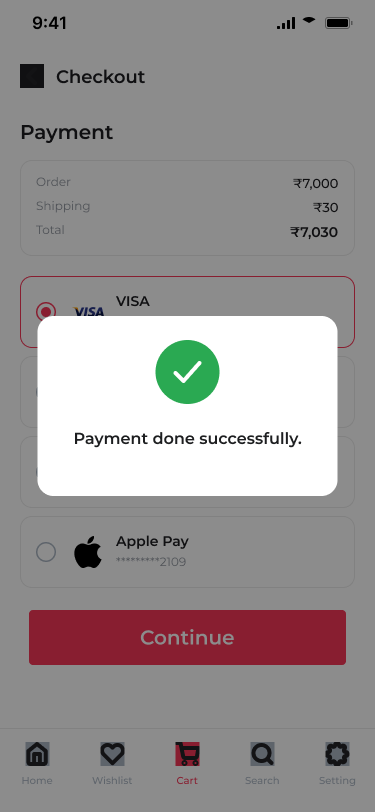 9:41
Checkout
Payment
Order ₹7,000
Shipping ₹30
Total ₹7,030
VISA
VISA
Payment done successfully.
Apple Pay
*********2109
Continue
Home Wishlist Cart Search Setting